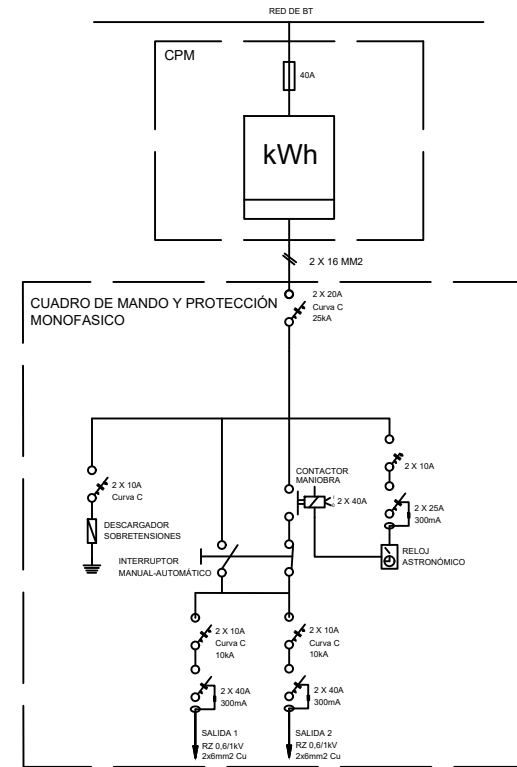 RED DE BT
CPM
40A
kWh
2 X 16 MM2
CUADRO DE MANDO Y PROTECCIÓN
MONOFASICO
2 X 20A
Curva C
25kA
2 X 10A
Curva C
DESCARGADOR
SOBRETENSIONES
INTERRUPTOR
MANUAL-AUTOMÁTICO
CONTACTOR
MANIOBRA
2 X 40A
2 X 10A
2 X 25A
300mA
RELOJ
ASTRONÓMICO
2 X 10A
Curva C
10kA
2 X 40A
300mA
SALIDA 1
RZ 0,6/1kV
2x6mm2 Cu
2 X 10A
Curva C
10kA
2 X 40A
300mA
SALIDA 2
RZ 0,6/1kV
2x6mm2 Cu